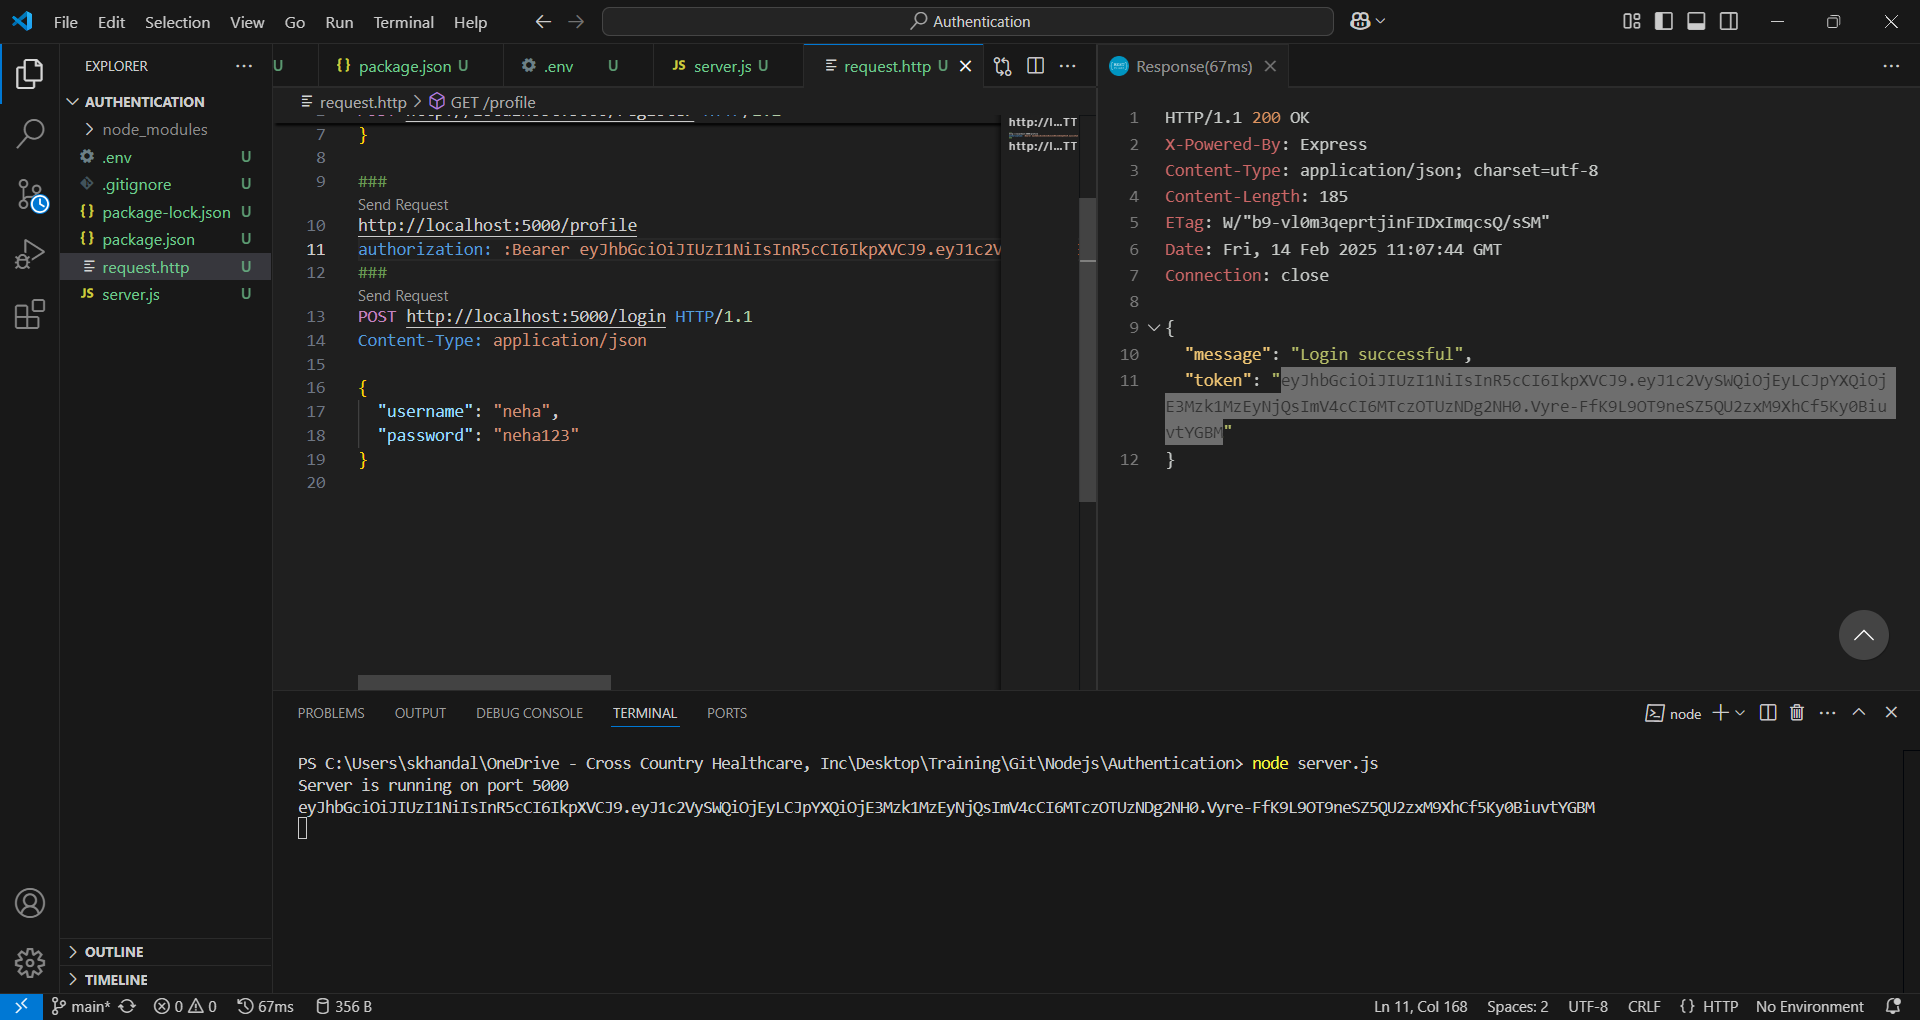 File Edit Selection View Go Run Terminal Help
Authentication
EXPLORER
AUTHENTICATION
node_modules
.env U
.gitignore U
package-lock.json U
package.json U
request.http U
JS server.js U
OUTLINE
TIMELINE
U
{} package.json U
.env U
JS server.js U
request.http U
request.http > GET /profile
7 }
8
9 ###
Send Request
10 http://localhost:5000/profile
11 authorization: :Bearer eyJhbGciOiJIUzI1NiIsInR5cCI6IkpXVCJ9.eyJ1c2V
12 ###
Send Request
13 POST http://localhost:5000/login HTTP/1.1
14 Content-Type: application/json
15
16 {
17 "username": "neha",
18 "password": "neha123"
19 }
20
http://l...TT
http://l...TT
Response(67ms)
1 HTTP/1.1 200 OK
2 X-Powered-By: Express
3 Content-Type: application/json; charset=utf-8
4 Content-Length: 185
5 ETag: W/"b9-vl0m3qeprtjinFIDxImqcsQ/sSM"
6 Date: Fri, 14 Feb 2025 11:07:44 GMT
7 Connection: close
8
9 {
10 "message": "Login successful",
11 "token": "eyJhbGciOiJIUzI1NiIsInR5cCI6IkpXVCJ9.eyJ1c2VySWQiOjEyLCJpYXQiOj
E3Mzk1MzEyNjQsImV4cCI6MTczOTUzNDg2NH0.Vyre-FfK9L9OT9neSZ5QU2zxM9XhCf5Ky0Biu
vtYGBM"
12 }
PROBLEMS OUTPUT DEBUG CONSOLE TERMINAL PORTS
node
PS C:\Users\skhandal\OneDrive - Cross Country Healthcare, Inc\Desktop\Training\Git\Nodejs\Authentication> node server.js
Server is running on port 5000
eyJhbGciOiJIUzI1NiIsInR5cCI6IkpXVCJ9.eyJ1c2VySWQiOjEyLCJpYXQiOjE3Mzk1MzEyNjQsImV4cCI6MTczOTUzNDg2NH0.Vyre-FfK9L9OT9neSZ5QU2zxM9XhCf5Ky0BiuvtYGBM
main* 0 0 67ms 356 B
Ln 11, Col 168 Spaces: 2 UTF-8 CRLF {} HTTP No Environment